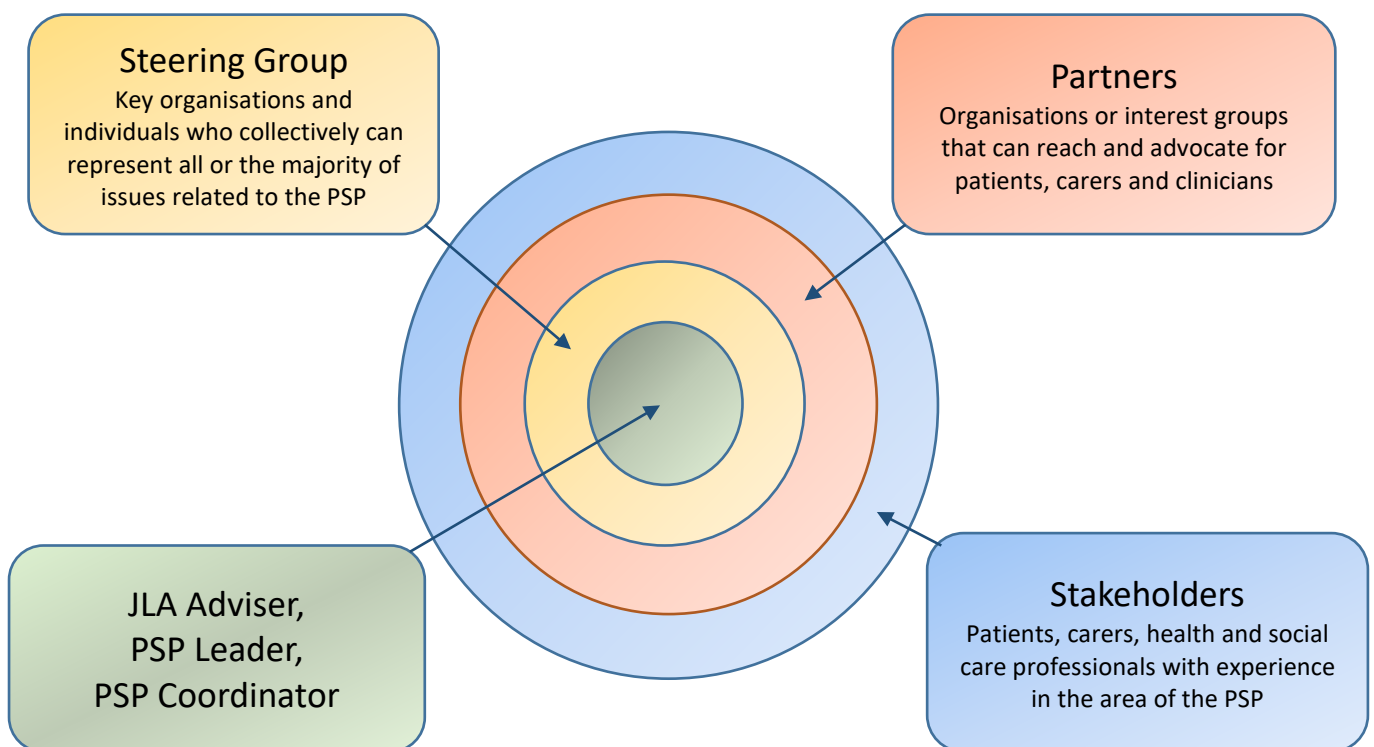 Steering Group
Key organisations and
individuals who collectively can
represent all or the majority of
issues related to the PSP
Partners
Organisations or interest groups
that can reach and advocate for
patients, carers and clinicians
JLA Adviser,
PSP Leader,
PSP Coordinator
Stakeholders
Patients, carers, health and social
care professionals with experience
in the area of the PSP